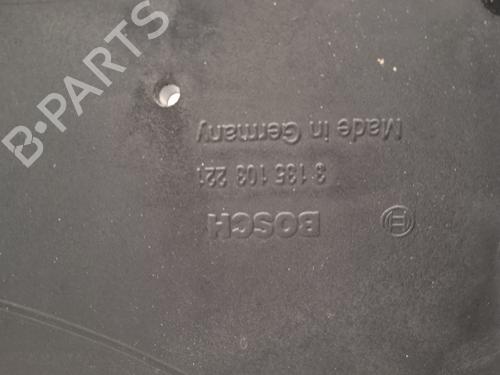 B-PARTS
BOSCH
3 135 103 221
Made in Germany